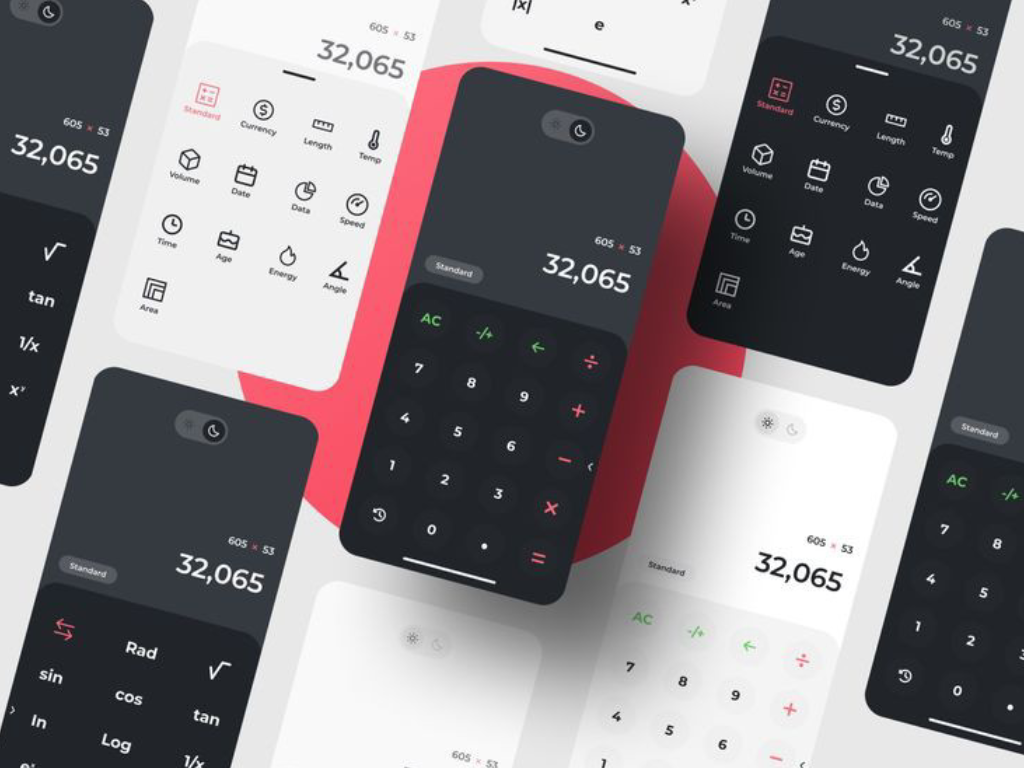 605 × 53
32,065
√
tan
1/x
xʸ
605 × 53
32,065
Standard
Currency
Length
Temp
Volume
Date
Data
Speed
Time
Age
Energy
Angle
Area
|x|
e
605 × 53
32,065
Standard
AC -/+ ← ÷
7 8 9 +
4 5 6 −
1 2 3 ×
0 . =
605 × 53
32,065
Standard
Currency
Length
Temp
Volume
Date
Data
Speed
Time
Age
Energy
Angle
Area
605 × 53
32,065
Standard
Rad √
sin cos tan
ln Log 1/x
605 × 53
32,065
605 × 53
32,065
Standard
AC -/+ ← ÷
7 8 9 +
4 5 6 −
1
Standard
AC -/+
7 8
4 5
1 2 3
0 .